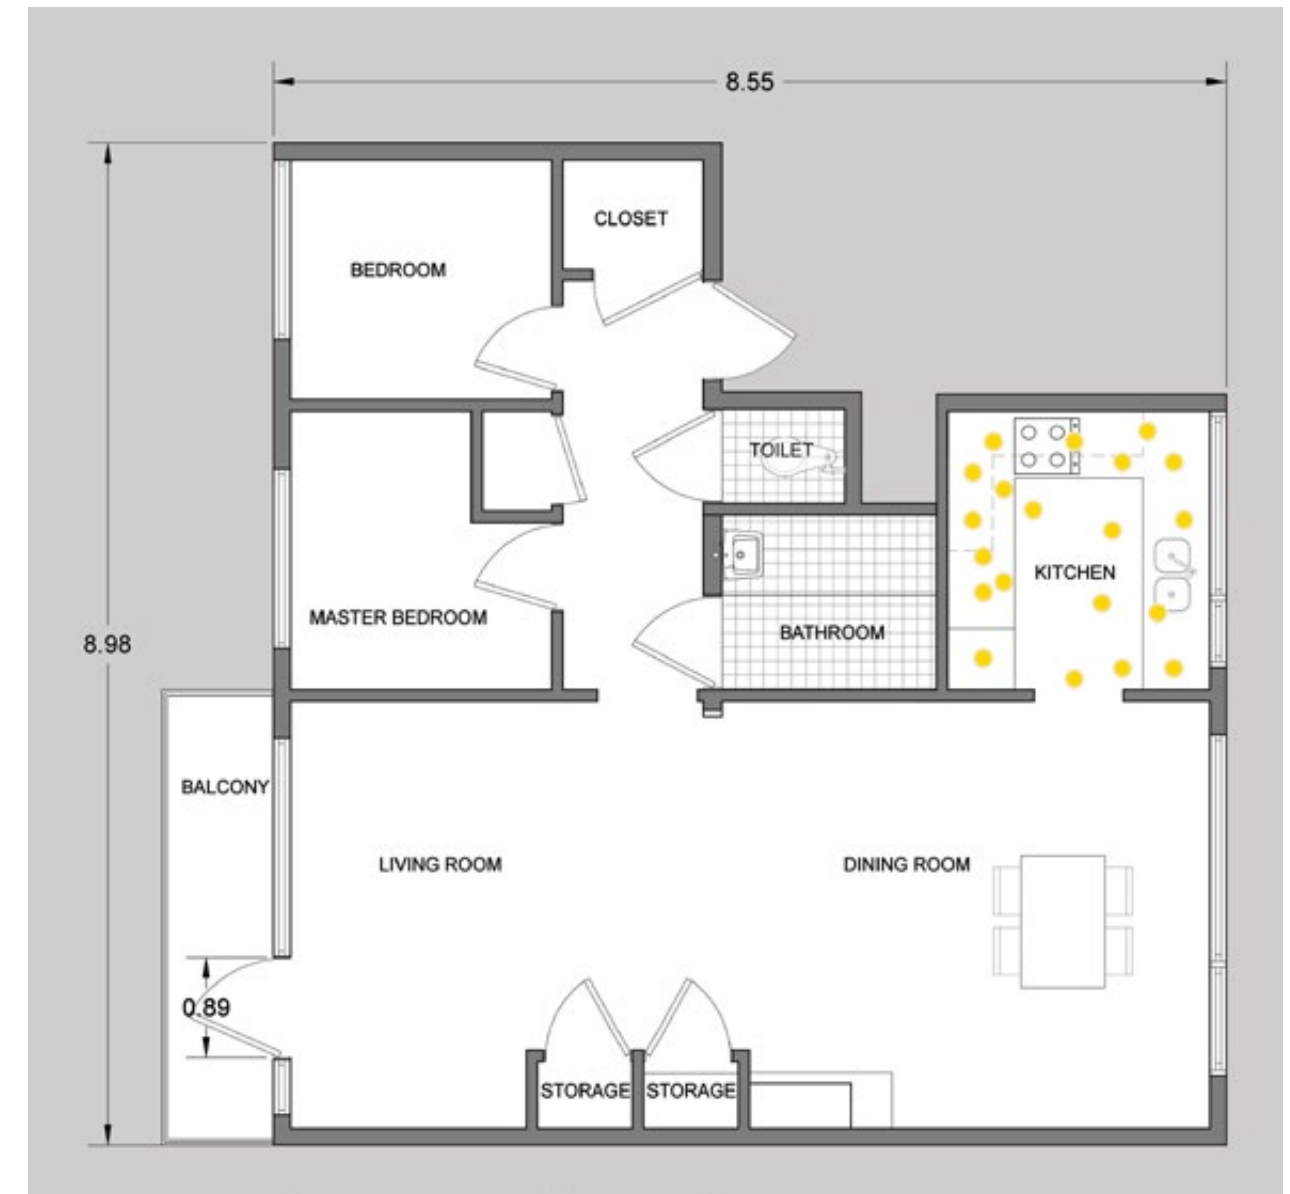 8.55
CLOSET
BEDROOM
TOILET
KITCHEN
MASTER BEDROOM
BATHROOM
8.98
BALCONY
LIVING ROOM
DINING ROOM
0.89
STORAGE
STORAGE